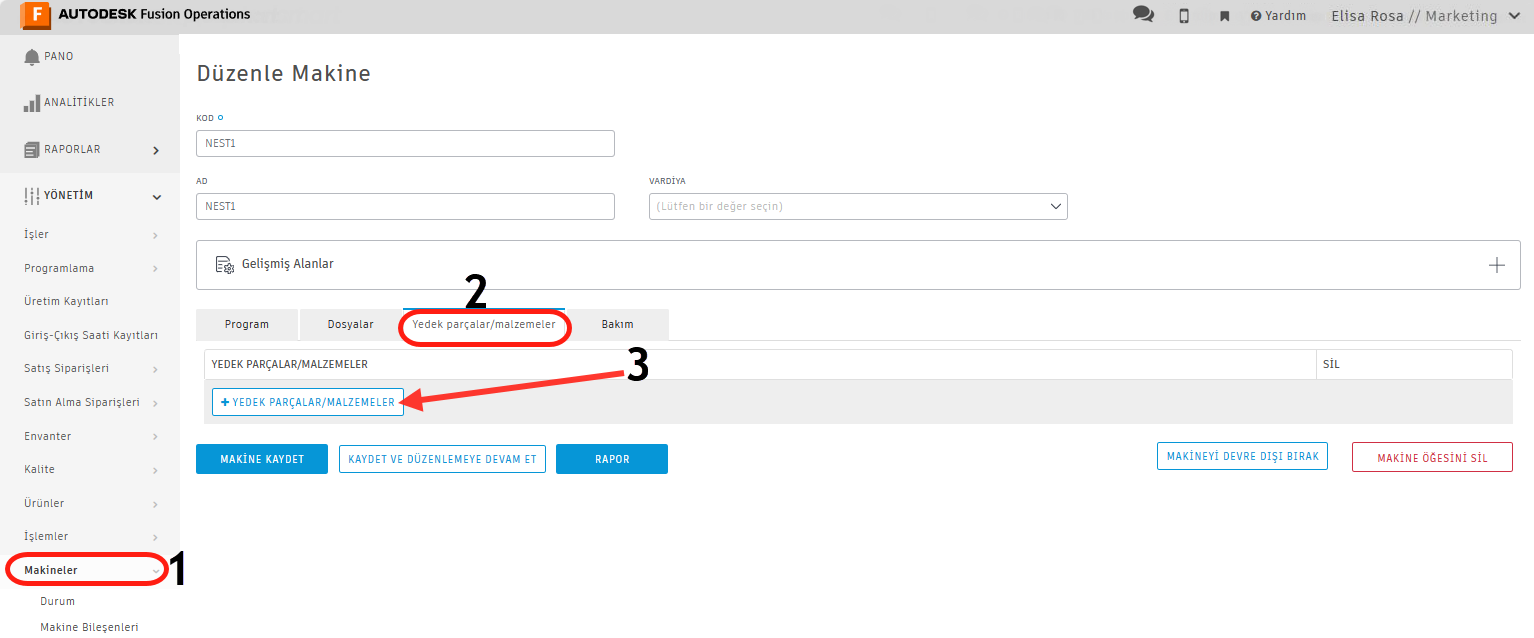 F AUTODESK Fusion Operations
Yardım
Elisa Rosa // Marketing
PANO
ANALİTİKLER
RAPORLAR
YÖNETİM
İşler
Programlama
Üretim Kayıtları
Giriş-Çıkış Saati Kayıtları
Satış Siparişleri
Satın Alma Siparişleri
Envanter
Kalite
Ürünler
İşlemler
Makineler
1
Durum
Makine Bileşenleri
Düzenle Makine
KOD
NEST1
AD
NEST1
VARDİYA
(Lütfen bir değer seçin)
Gelişmiş Alanlar
2
Program Dosyalar Yedek parçalar/malzemeler Bakım
3
YEDEK PARÇALAR/MALZEMELER SİL
+ YEDEK PARÇALAR/MALZEMELER
MAKİNE KAYDET KAYDET VE DÜZENLEMEYE DEVAM ET RAPOR MAKİNEYİ DEVRE DIŞI BIRAK MAKİNE ÖĞESİNİ SİL